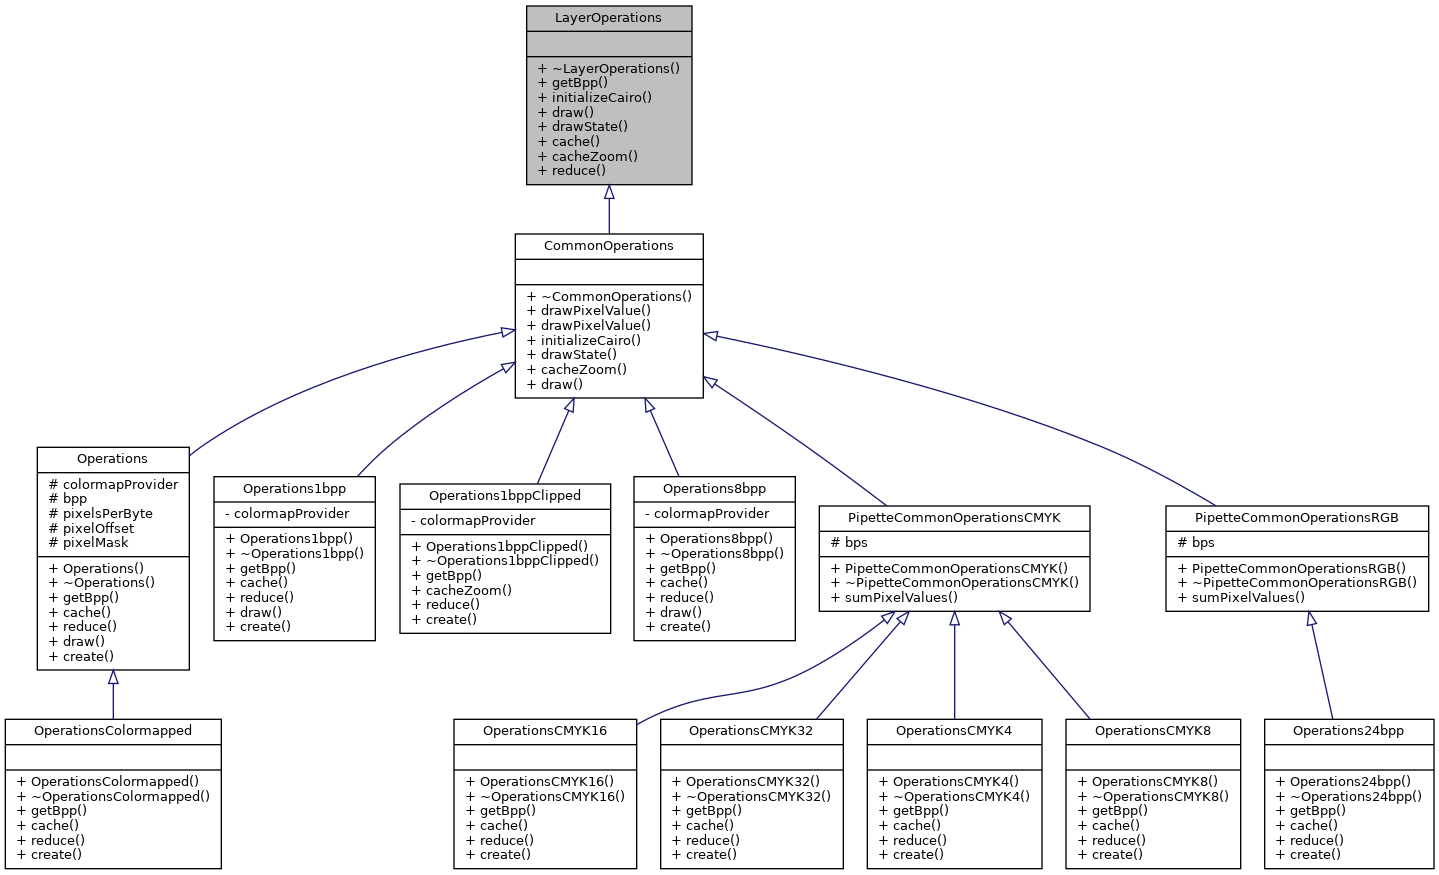 LayerOperations
+ ~LayerOperations()
+ getBpp()
+ initializeCairo()
+ draw()
+ drawState()
+ cache()
+ cacheZoom()
+ reduce()
CommonOperations
+ ~CommonOperations()
+ drawPixelValue()
+ drawPixelValue()
+ initializeCairo()
+ drawState()
+ cacheZoom()
+ draw()
Operations
# colormapProvider
# bpp
# pixelsPerByte
# pixelOffset
# pixelMask
+ Operations()
+ ~Operations()
+ getBpp()
+ cache()
+ reduce()
+ draw()
+ create()
Operations1bpp
- colormapProvider
+ Operations1bpp()
+ ~Operations1bpp()
+ getBpp()
+ cache()
+ reduce()
+ draw()
+ create()
Operations1bppClipped
- colormapProvider
+ Operations1bppClipped()
+ ~Operations1bppClipped()
+ getBpp()
+ cacheZoom()
+ reduce()
+ create()
Operations8bpp
- colormapProvider
+ Operations8bpp()
+ ~Operations8bpp()
+ getBpp()
+ cache()
+ reduce()
+ draw()
+ create()
PipetteCommonOperationsCMYK
# bps
+ PipetteCommonOperationsCMYK()
+ ~PipetteCommonOperationsCMYK()
+ sumPixelValues()
PipetteCommonOperationsRGB
# bps
+ PipetteCommonOperationsRGB()
+ ~PipetteCommonOperationsRGB()
+ sumPixelValues()
OperationsColormapped
+ OperationsColormapped()
+ ~OperationsColormapped()
+ getBpp()
+ cache()
+ reduce()
+ create()
OperationsCMYK16
+ OperationsCMYK16()
+ ~OperationsCMYK16()
+ getBpp()
+ cache()
+ reduce()
+ create()
OperationsCMYK32
+ OperationsCMYK32()
+ ~OperationsCMYK32()
+ getBpp()
+ cache()
+ reduce()
+ create()
OperationsCMYK4
+ OperationsCMYK4()
+ ~OperationsCMYK4()
+ getBpp()
+ cache()
+ reduce()
+ create()
OperationsCMYK8
+ OperationsCMYK8()
+ ~OperationsCMYK8()
+ getBpp()
+ cache()
+ reduce()
+ create()
Operations24bpp
+ Operations24bpp()
+ ~Operations24bpp()
+ getBpp()
+ cache()
+ reduce()
+ create()